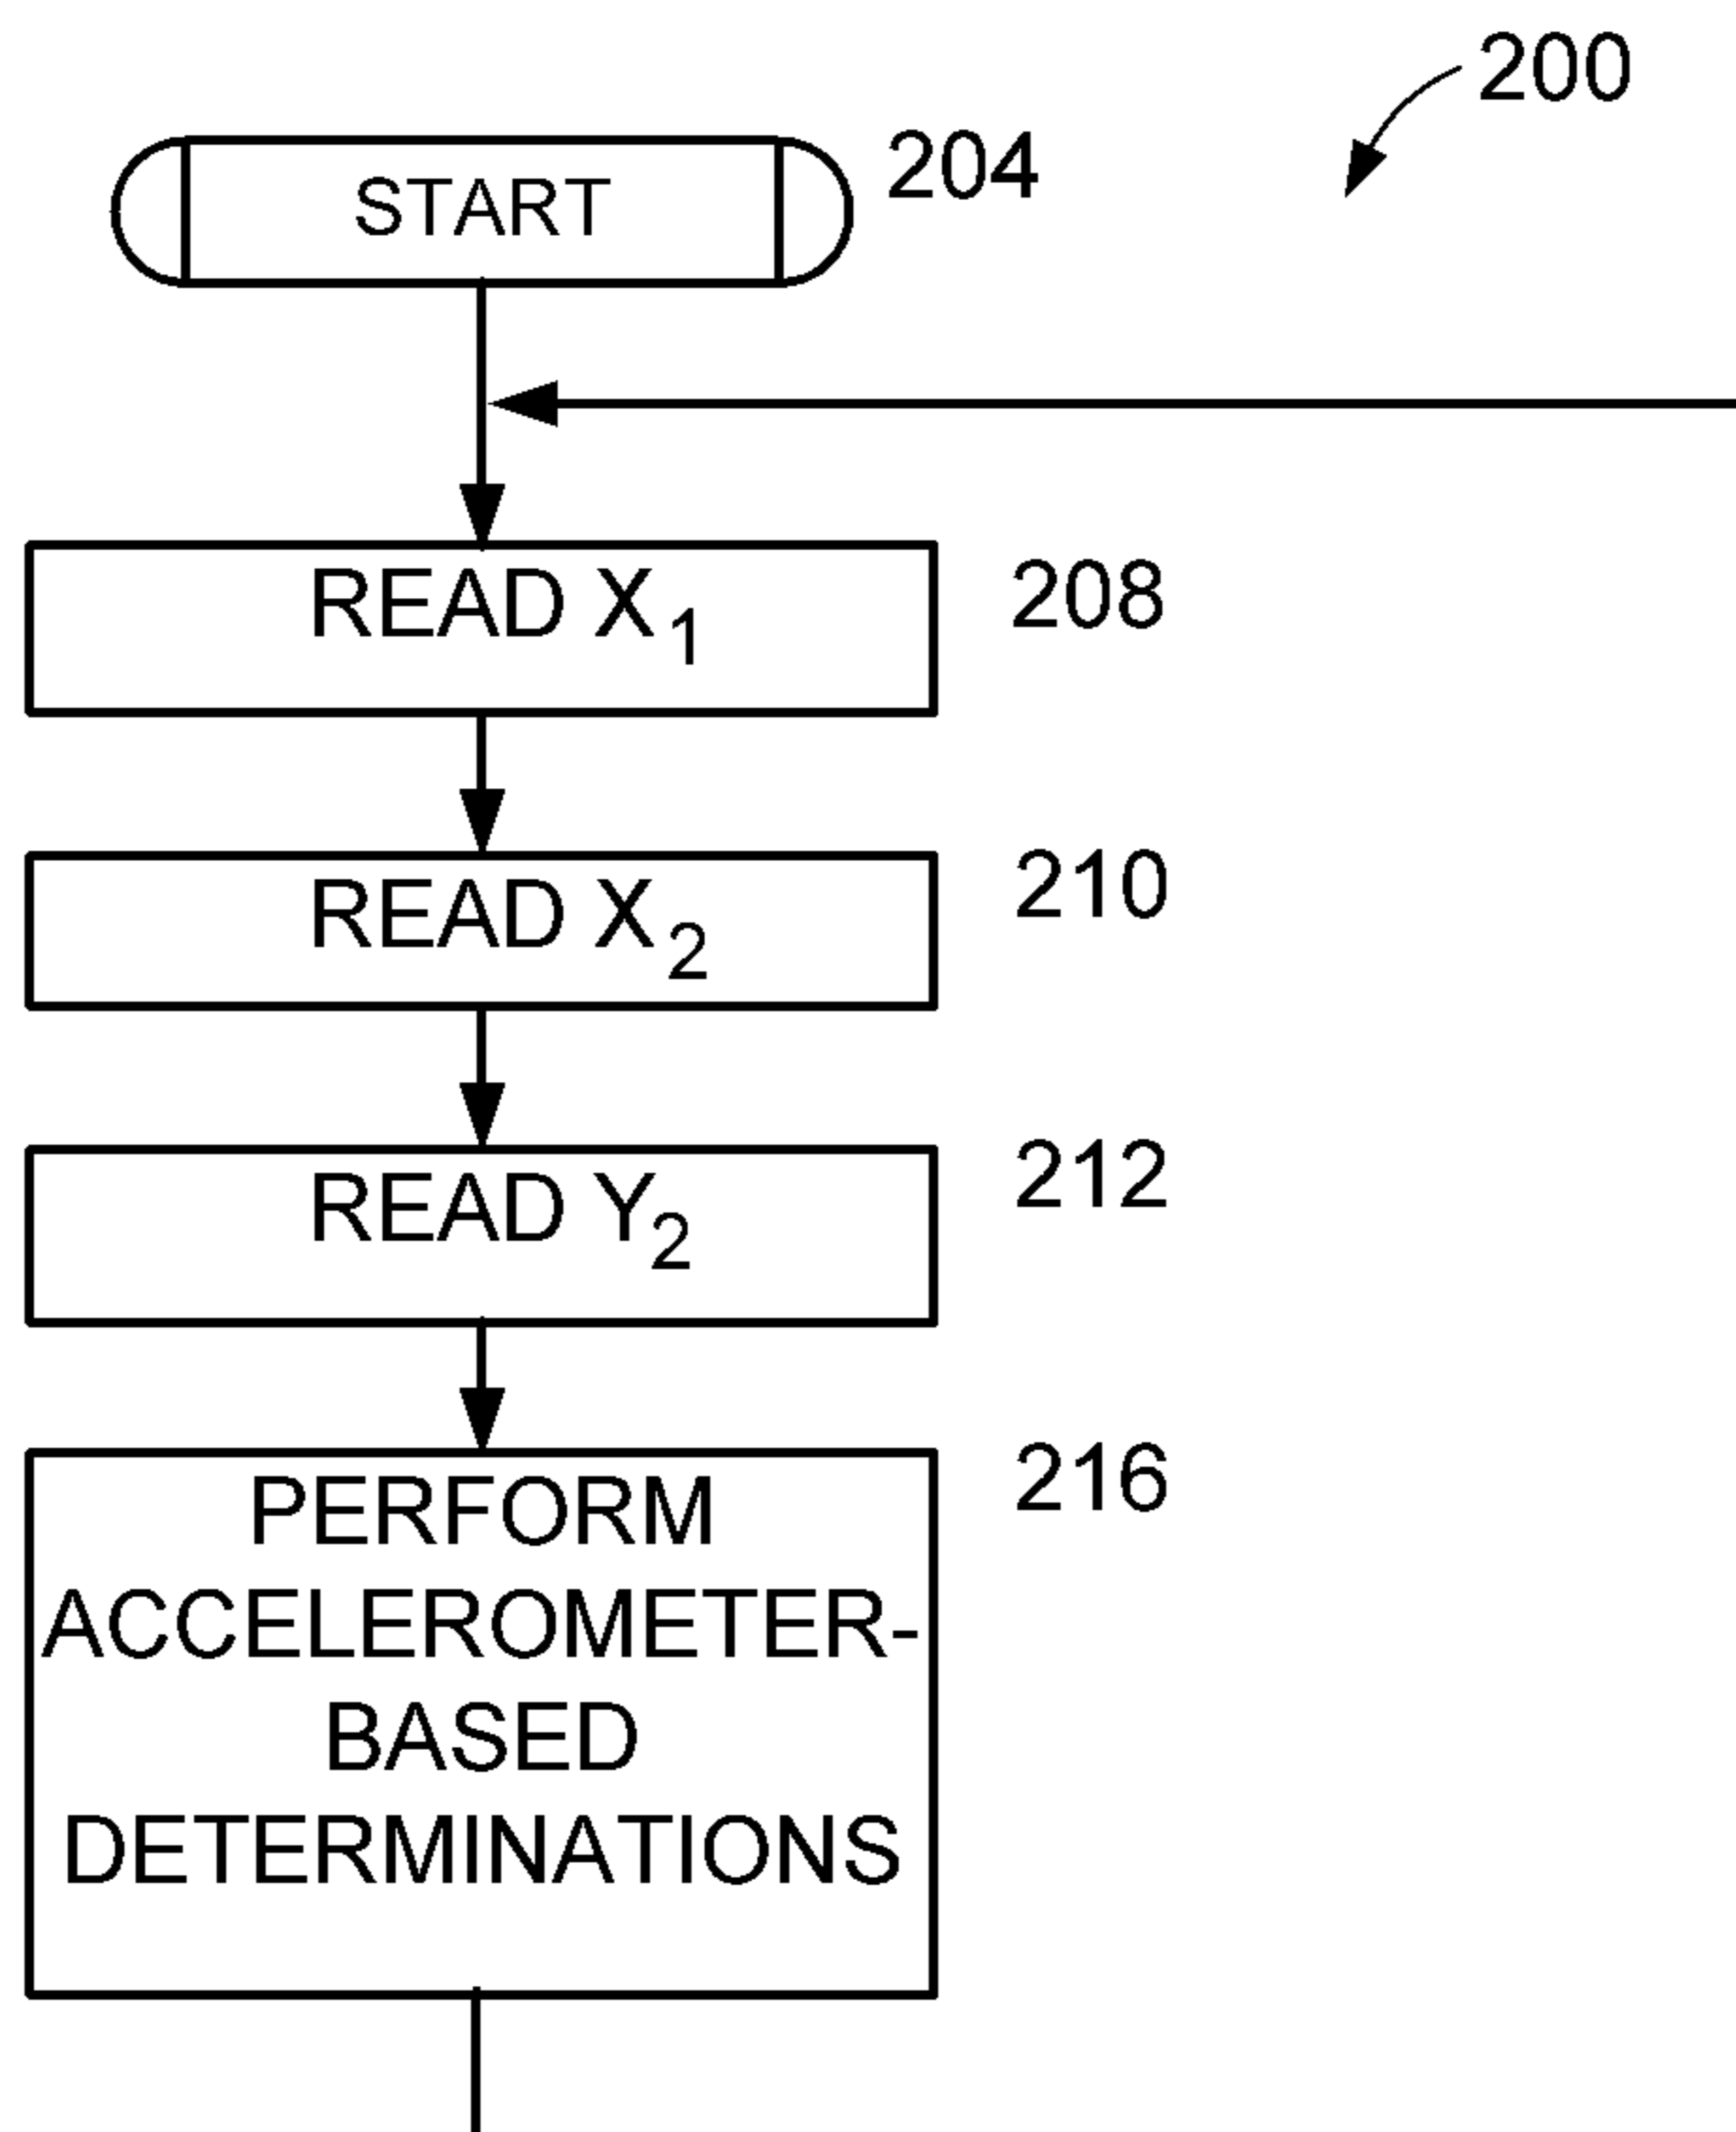 200
START 204
READ X₁ 208
READ X₂ 210
READ Y₂ 212
PERFORM 216
ACCELEROMETER-
BASED
DETERMINATIONS